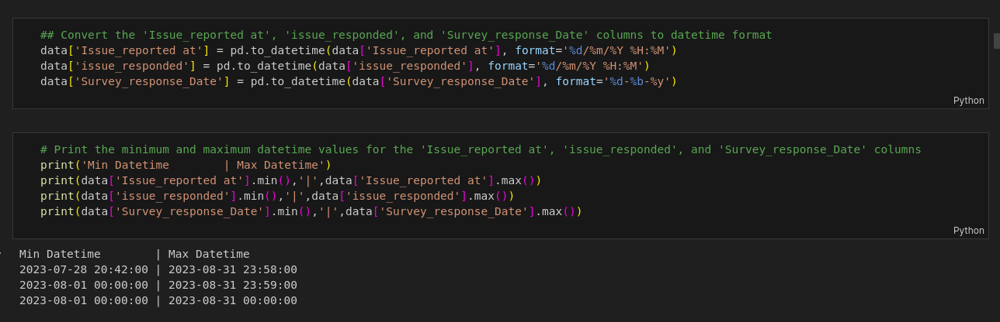 ## Convert the 'Issue_reported at', 'issue_responded', and 'Survey_response_Date' columns to datetime format
data['Issue_reported at'] = pd.to_datetime(data['Issue_reported at'], format='%d/%m/%Y %H:%M')
data['issue_responded'] = pd.to_datetime(data['issue_responded'], format='%d/%m/%Y %H:%M')
data['Survey_response_Date'] = pd.to_datetime(data['Survey_response_Date'], format='%d-%b-%y')
Python
# Print the minimum and maximum datetime values for the 'Issue_reported at', 'issue_responded', and 'Survey_response_Date' columns
print('Min Datetime        | Max Datetime')
print(data['Issue_reported at'].min(),'|',data['Issue_reported at'].max())
print(data['issue_responded'].min(),'|',data['issue_responded'].max())
print(data['Survey_response_Date'].min(),'|',data['Survey_response_Date'].max())
Python
Min Datetime        | Max Datetime
2023-07-28 20:42:00 | 2023-08-31 23:58:00
2023-08-01 00:00:00 | 2023-08-31 23:59:00
2023-08-01 00:00:00 | 2023-08-31 00:00:00